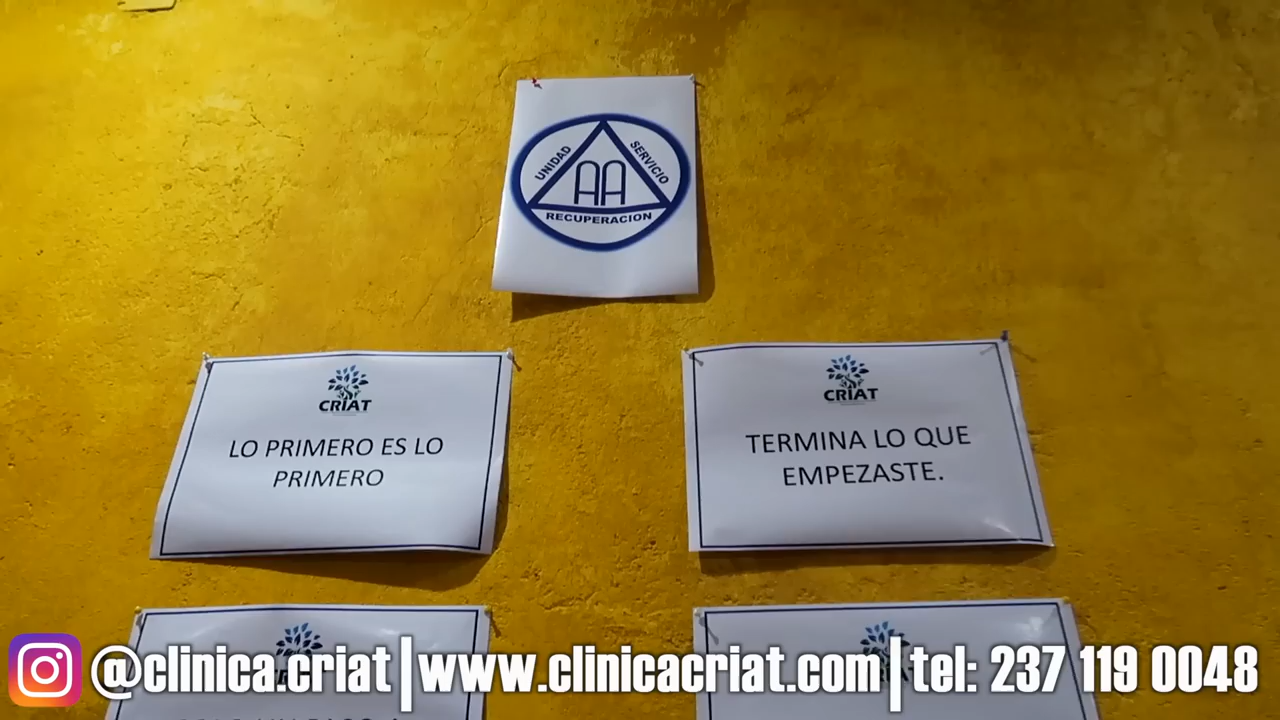 UNIDAD
SERVICIO
AA
RECUPERACION
CRIAT
LO PRIMERO ES LO
PRIMERO
CRIAT
TERMINA LO QUE
EMPEZASTE.
@clinica.criat|www.clinicacriat.com|tel: 237 119 0048